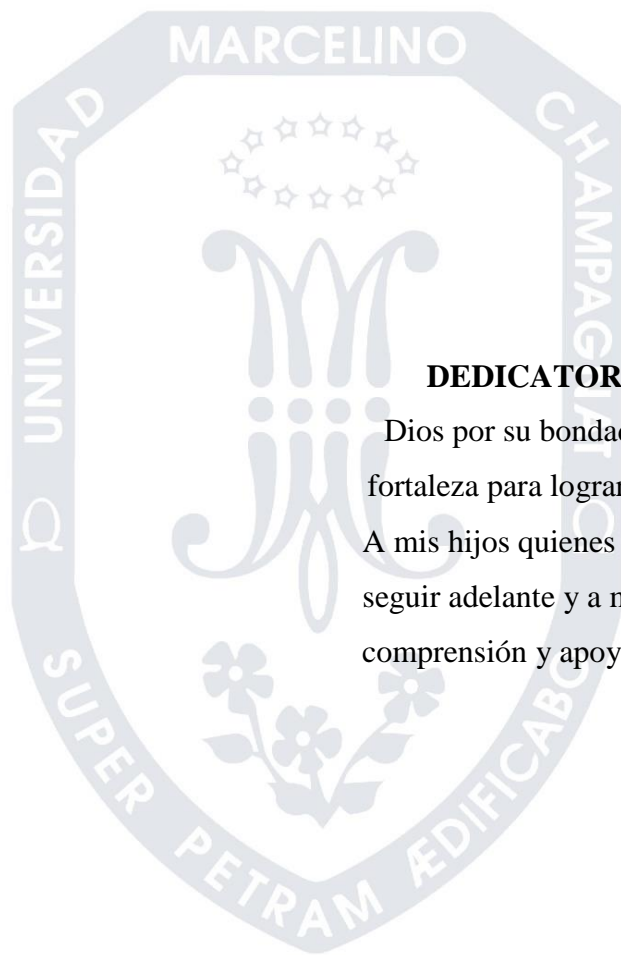 MARCELINO
UNIVERSIDAD
CHAMPAGNAT
DEDICATOR
Dios por su bondad
fortaleza para lograr
A mis hijos quienes
seguir adelante y a
comprensión y apoy
SUPER PETRAM ÆDIFICABO